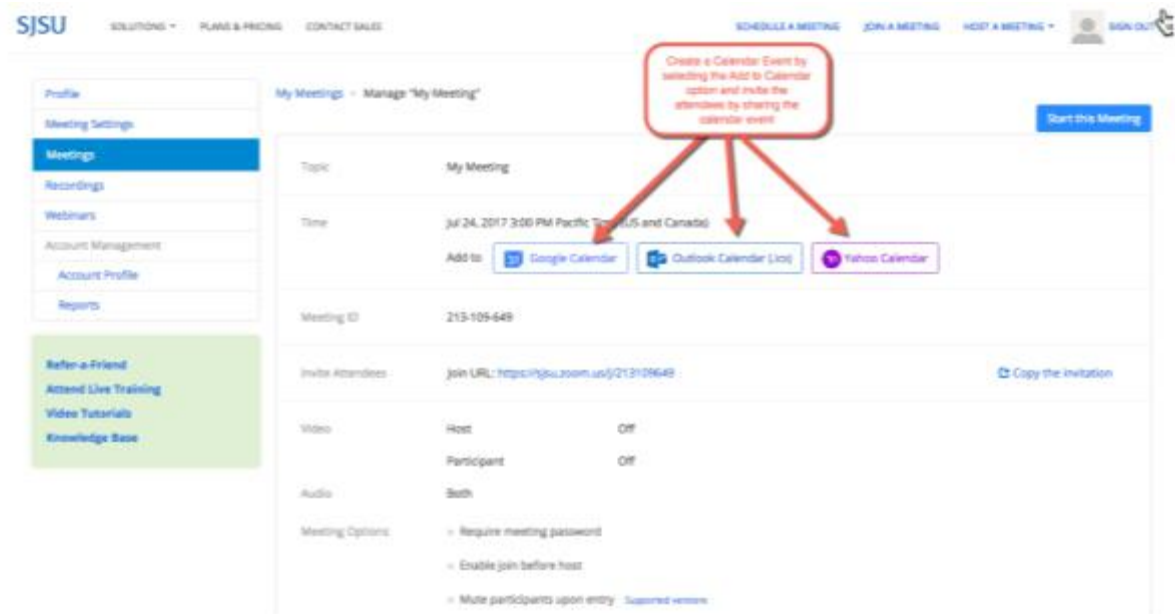 SJSU SOLUTIONS PLANS & PRICING CONTACT SALES SCHEDULE A MEETING JOIN A MEETING HOST A MEETING SIGN OUT
Create a Calendar Event by
selecting the Add to Calendar
option and invite the
attendees by sharing the
calendar event
Profile
Meeting Settings
Meetings
Recordings
Webinars
Account Management
Account Profile
Reports
Refer-a-Friend
Attend Live Training
Video Tutorials
Knowledge Base
My Meetings > Manage "My Meeting"
Start this Meeting
Topic My Meeting
Time Jul 24, 2017 3:00 PM Pacific Time (US and Canada)
Add to Google Calendar Outlook Calendar (.ics) Yahoo Calendar
Meeting ID 213-109-649
Invite Attendees Join URL: https://sjsu.zoom.us/j/213109649 Copy the invitation
Video Host Off
Participant Off
Audio Both
Meeting Options Require meeting password
Enable join before host
Mute participants upon entry Supported versions